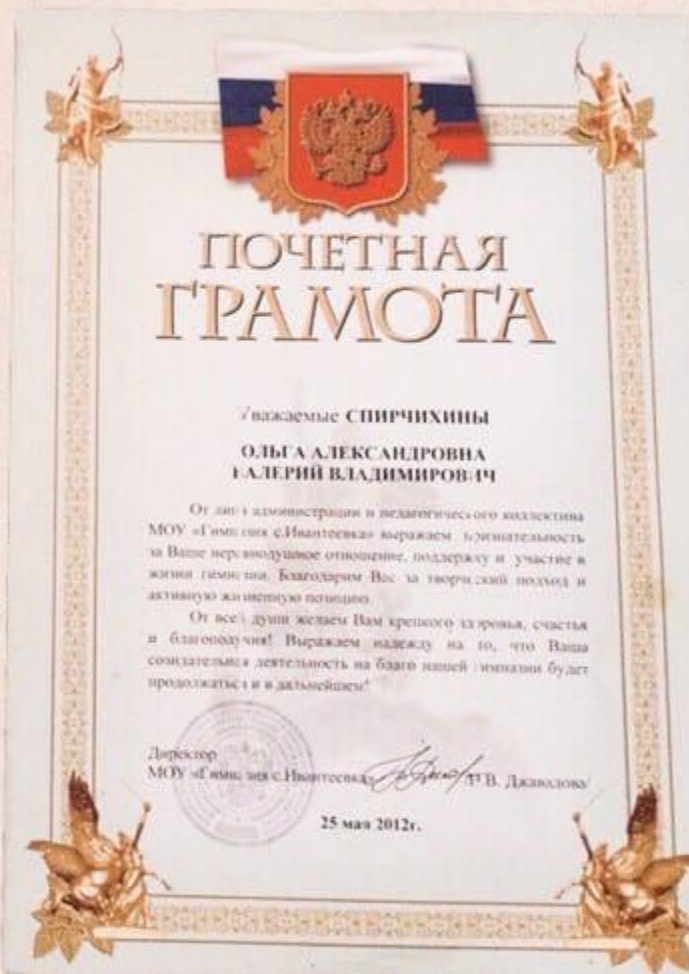 ПОЧЕТНАЯ
ГРАМОТА
Уважаемые СПИРЧИХИНЫ
ОЛЬГА АЛЕКСАНДРОВНА
ВАЛЕРИЙ ВЛАДИМИРОВИЧ
От лица администрации и педагогического коллектива
МОУ «Гимназия с.Ивантеевка» выражаем признательность
за Ваше неравнодушное отношение, поддержку и участие в
жизни гимназии. Благодарим Вас за творческий подход и
активную жизненную позицию.
От всей души желаем Вам крепкого здоровья, счастья
и благополучия! Выражаем надежду на то, что Ваша
созидательная деятельность на благо нашей гимназии будет
продолжаться и в дальнейшем!
Директор
МОУ «Гимназия с.Ивантеевка» В.
25 мая 2012г.